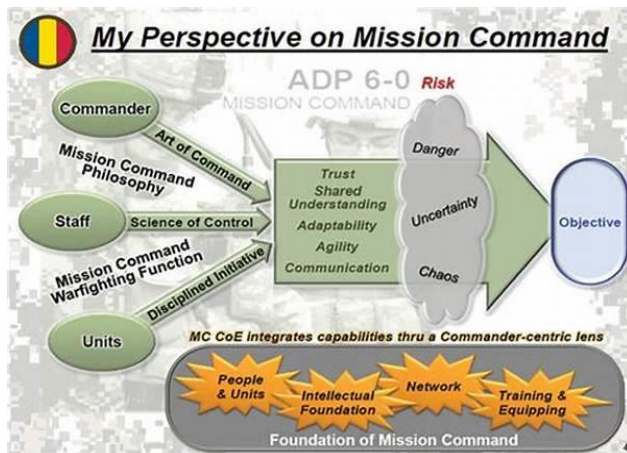 My Perspective on Mission Command
ADP 6-0
MISSION COMMAND
Risk
Commander
Art of Command
Mission Command
Philosophy
Staff
Science of Control
Mission Command
Warfighting Function
Disciplined Initiative
Units
Trust
Shared
Understanding
Adaptability
Agility
Communication
Danger
Uncertainty
Chaos
Objective
MC CoE integrates capabilities thru a Commander-centric lens
People
& Units
Intellectual
Foundation
Network
Training &
Equipping
Foundation of Mission Command